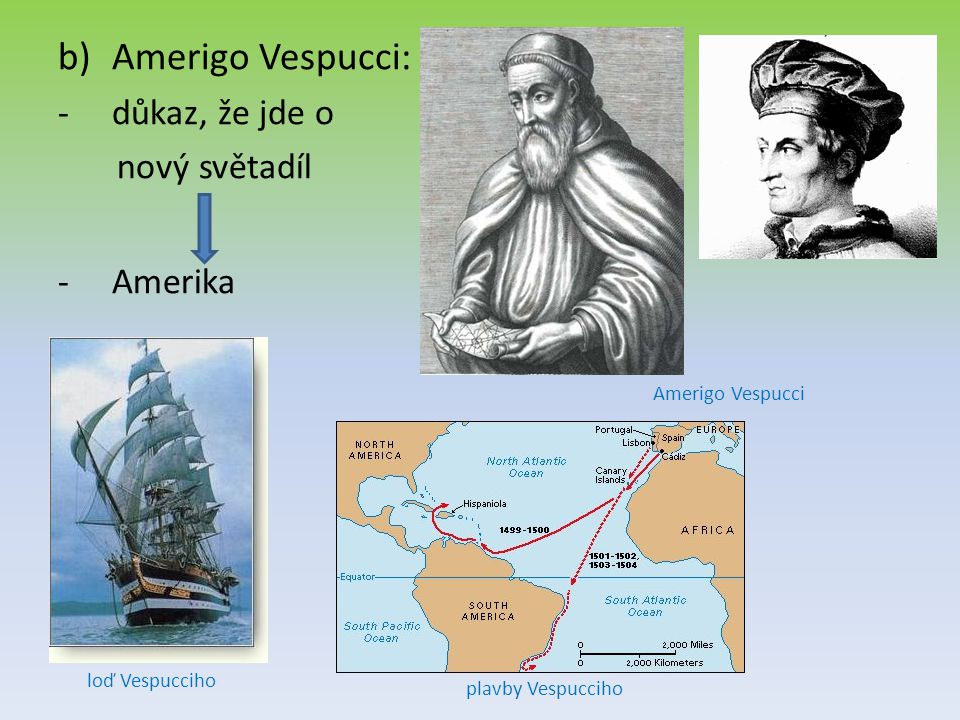 b) Amerigo Vespucci:
- důkaz, že jde o
nový světadíl
- Amerika
Amerigo Vespucci
NORTH
AMERICA
North Atlantic
Ocean
Portugal
Lisbon
Spain
Cádiz
EUROPE
Canary
Islands
Hispaniola
1499-1500
AFRICA
1501-1502,
1503-1504
Equator
SOUTH
AMERICA
South Pacific
Ocean
South Atlantic
Ocean
0 2,000 Miles
0 2,000 Kilometers
loď Vespucciho
plavby Vespucciho